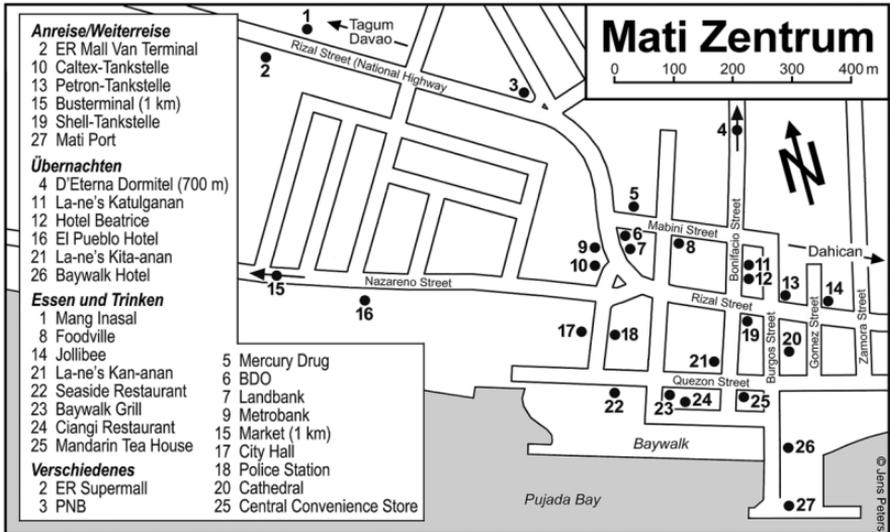 Mati Zentrum
0 100 200 300 400 m
Anreise/Weiterreise
2 ER Mall Van Terminal
10 Caltex-Tankstelle
13 Petron-Tankstelle
15 Busterminal (1 km)
19 Shell-Tankstelle
27 Mati Port
Übernachten
4 D'Eterna Dormitel (700 m)
11 La-ne's Katulganan
12 Hotel Beatrice
16 El Pueblo Hotel
21 La-ne's Kita-anan
26 Baywalk Hotel
Essen und Trinken
1 Mang Inasal
8 Foodville
14 Jollibee
21 La-ne's Kan-anan
22 Seaside Restaurant
23 Baywalk Grill
24 Ciangi Restaurant
25 Mandarin Tea House
Verschiedenes
2 ER Supermall
3 PNB
5 Mercury Drug
6 BDO
7 Landbank
9 Metrobank
15 Market (1 km)
17 City Hall
18 Police Station
20 Cathedral
25 Central Convenience Store
1
Tagum
Davao
2
Rizal Street (National Highway
3
4
N
5
Mabini Street
6
7
8
9
10
Bonifacio Street
11
12
Dahican
13
14
15
Nazareno Street
16
Rizal Street
17
18
19
20
Burgos Street
Gomez Street
Zamora Street
21
Quezon Street
22
23
24
25
Baywalk
26
Pujada Bay
27
© Jens Peters